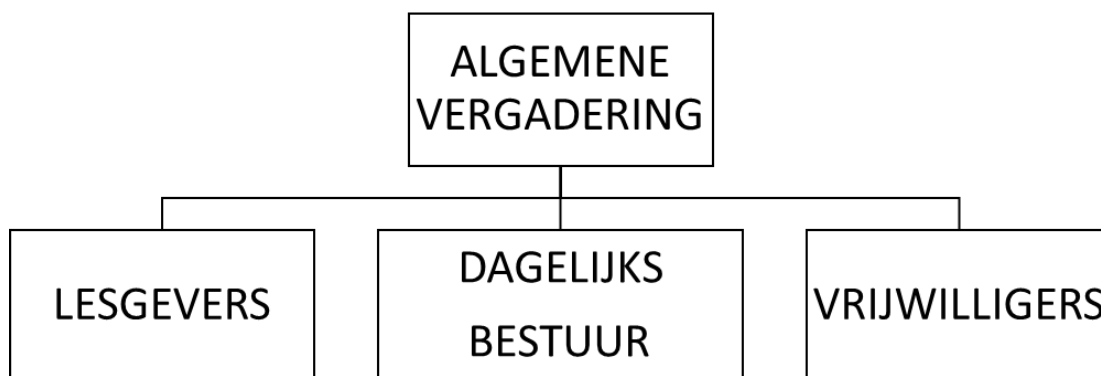 ALGEMENE
VERGADERING
LESGEVERS
DAGELIJKS
BESTUUR
VRIJWILLIGERS